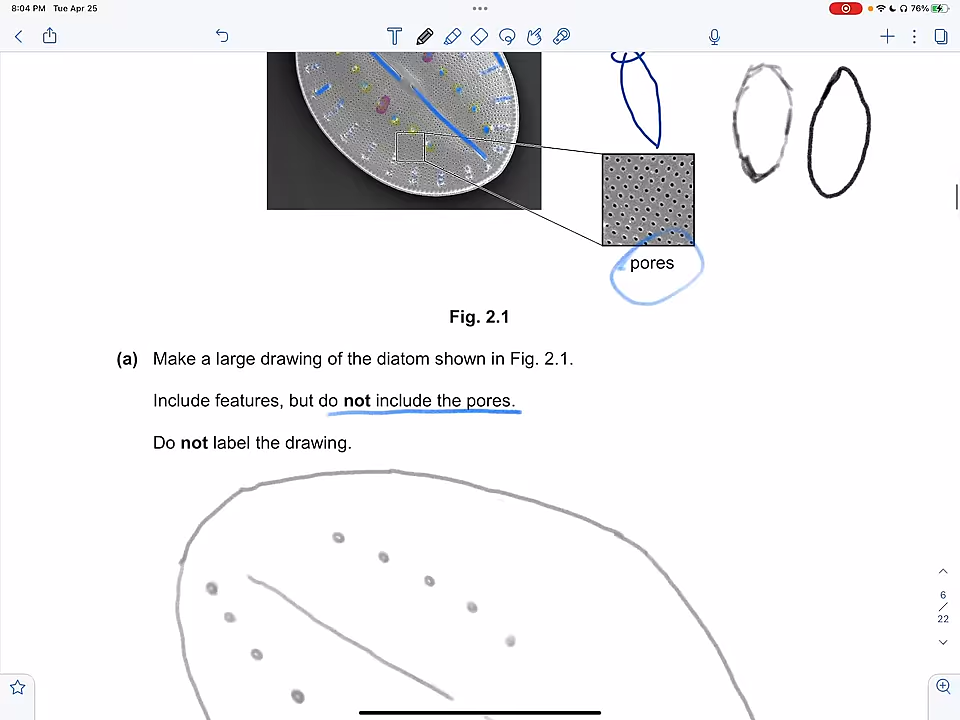 8:04 PM Tue Apr 25
76%
pores
Fig. 2.1
(a) Make a large drawing of the diatom shown in Fig. 2.1.
Include features, but do not include the pores.
Do not label the drawing.
6
/
22